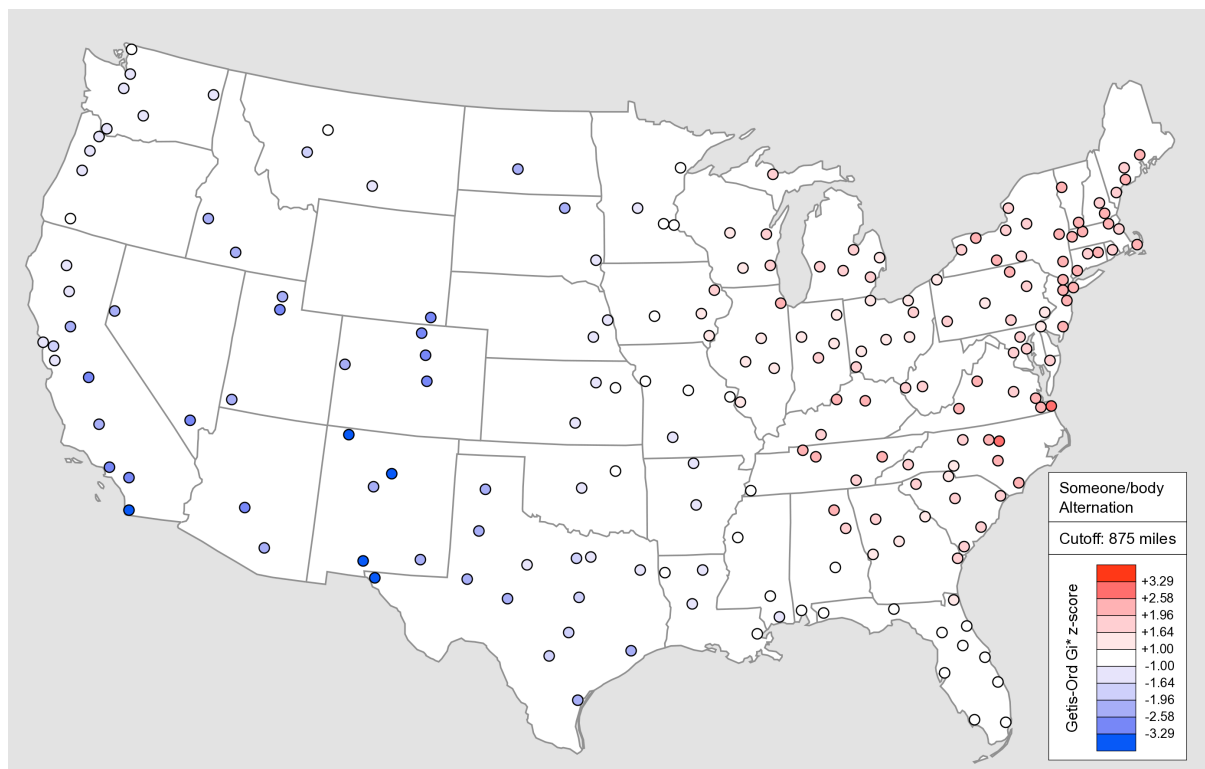 Someone/body
Alternation
Cutoff: 875 miles
Getis-Ord Gi* z-score
+3.29
+2.58
+1.96
+1.64
+1.00
-1.00
-1.64
-1.96
-2.58
-3.29